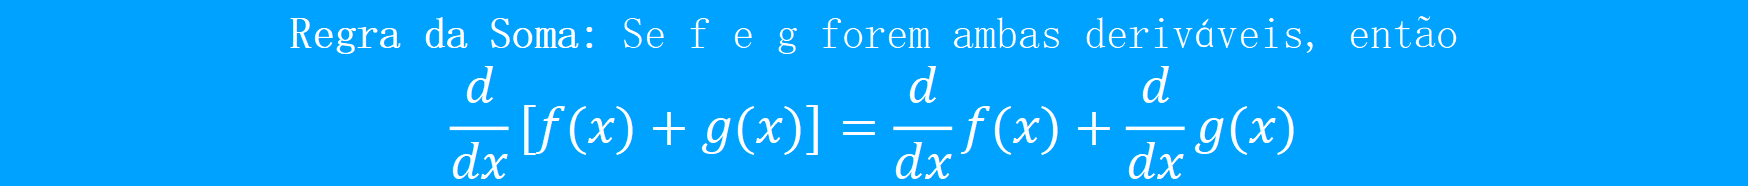 Regra da Soma: Se f e g forem ambas deriváveis, então
d/dx [f(x) + g(x)] = d/dx f(x) + d/dx g(x)